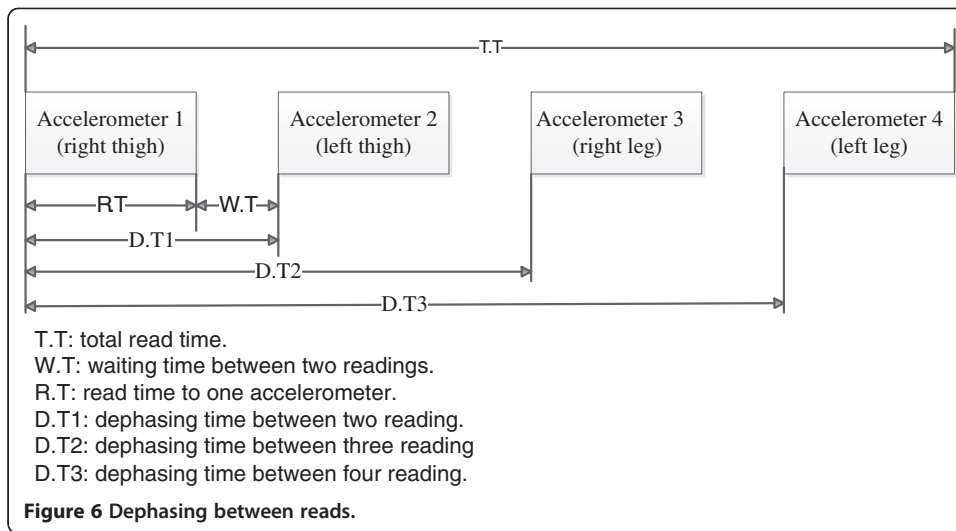 T.T
Accelerometer 1
(right thigh)
Accelerometer 2
(left thigh)
Accelerometer 3
(right leg)
Accelerometer 4
(left leg)
R.T
W.T
D.T1
D.T2
D.T3
T.T: total read time.
W.T: waiting time between two readings.
R.T: read time to one accelerometer.
D.T1: dephasing time between two reading.
D.T2: dephasing time between three reading
D.T3: dephasing time between four reading.
Figure 6 Dephasing between reads.